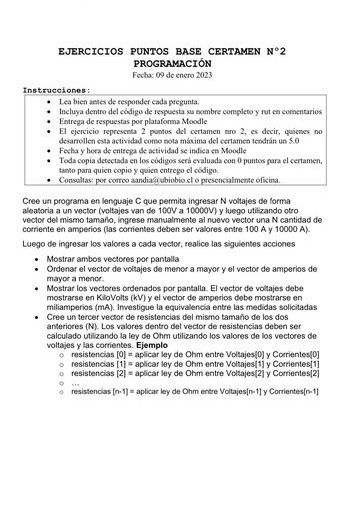 EJERCICIOS PUNTOS BASE CERTAMEN N°2
PROGRAMACIÓN
Fecha: 09 de enero 2023
Instrucciones:
• Lea bien antes de responder cada pregunta.
• Incluya dentro del código de respuesta su nombre completo y rut en comentarios
• Entrega de respuestas por plataforma Moodle
• El ejercicio representa 2 puntos del certamen nro 2, es decir, quienes no
desarrollen esta actividad como nota máxima del certamen tendrán un 5.0
• Fecha y hora de entrega de actividad se indica en Moodle
• Toda copia detectada en los códigos será evaluada con 0 puntos para el certamen,
tanto para quien copio y quien entrego el código.
• Consultas: por correo aandia@ubiobio.cl o presencialmente oficina.
Cree un programa en lenguaje C que permita ingresar N voltajes de forma
aleatoria a un vector (voltajes van de 100V a 10000V) y luego utilizando otro
vector del mismo tamaño, ingrese manualmente al nuevo vector una N cantidad de
corriente en amperios (las corrientes deben ser valores entre 100 A y 10000 A).
Luego de ingresar los valores a cada vector, realice las siguientes acciones
• Mostrar ambos vectores por pantalla
• Ordenar el vector de voltajes de menor a mayor y el vector de amperios de
mayor a menor.
• Mostrar los vectores ordenados por pantalla. El vector de voltajes debe
mostrarse en KiloVolts (kV) y el vector de amperios debe mostrarse en
miliamperios (mA). Investigue la equivalencia entre las medidas solicitadas
• Cree un tercer vector de resistencias del mismo tamaño de los dos
anteriores (N). Los valores dentro del vector de resistencias deben ser
calculado utilizando la ley de Ohm utilizando los valores de los vectores de
voltajes y las corrientes. Ejemplo
o resistencias [0] = aplicar ley de Ohm entre Voltajes[0] y Corrientes[0]
o resistencias [1] = aplicar ley de Ohm entre Voltajes[1] y Corrientes[1]
o resistencias [2] = aplicar ley de Ohm entre Voltajes[2] y Corrientes[2]
o …
o resistencias [n-1] = aplicar ley de Ohm entre Voltajes[n-1] y Corrientes[n-1]